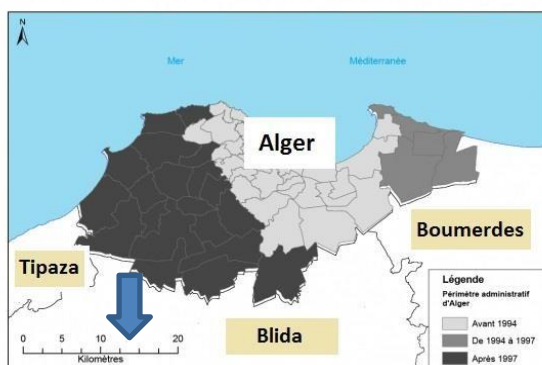 N
Mer Méditerranée
Alger
Boumerdes
Tipaza
Blida
0 5 10 15 20
Kilomètres
Légende
Périmètre administratif
d'Alger
Avant 1994
De 1994 à 1997
Après 1997